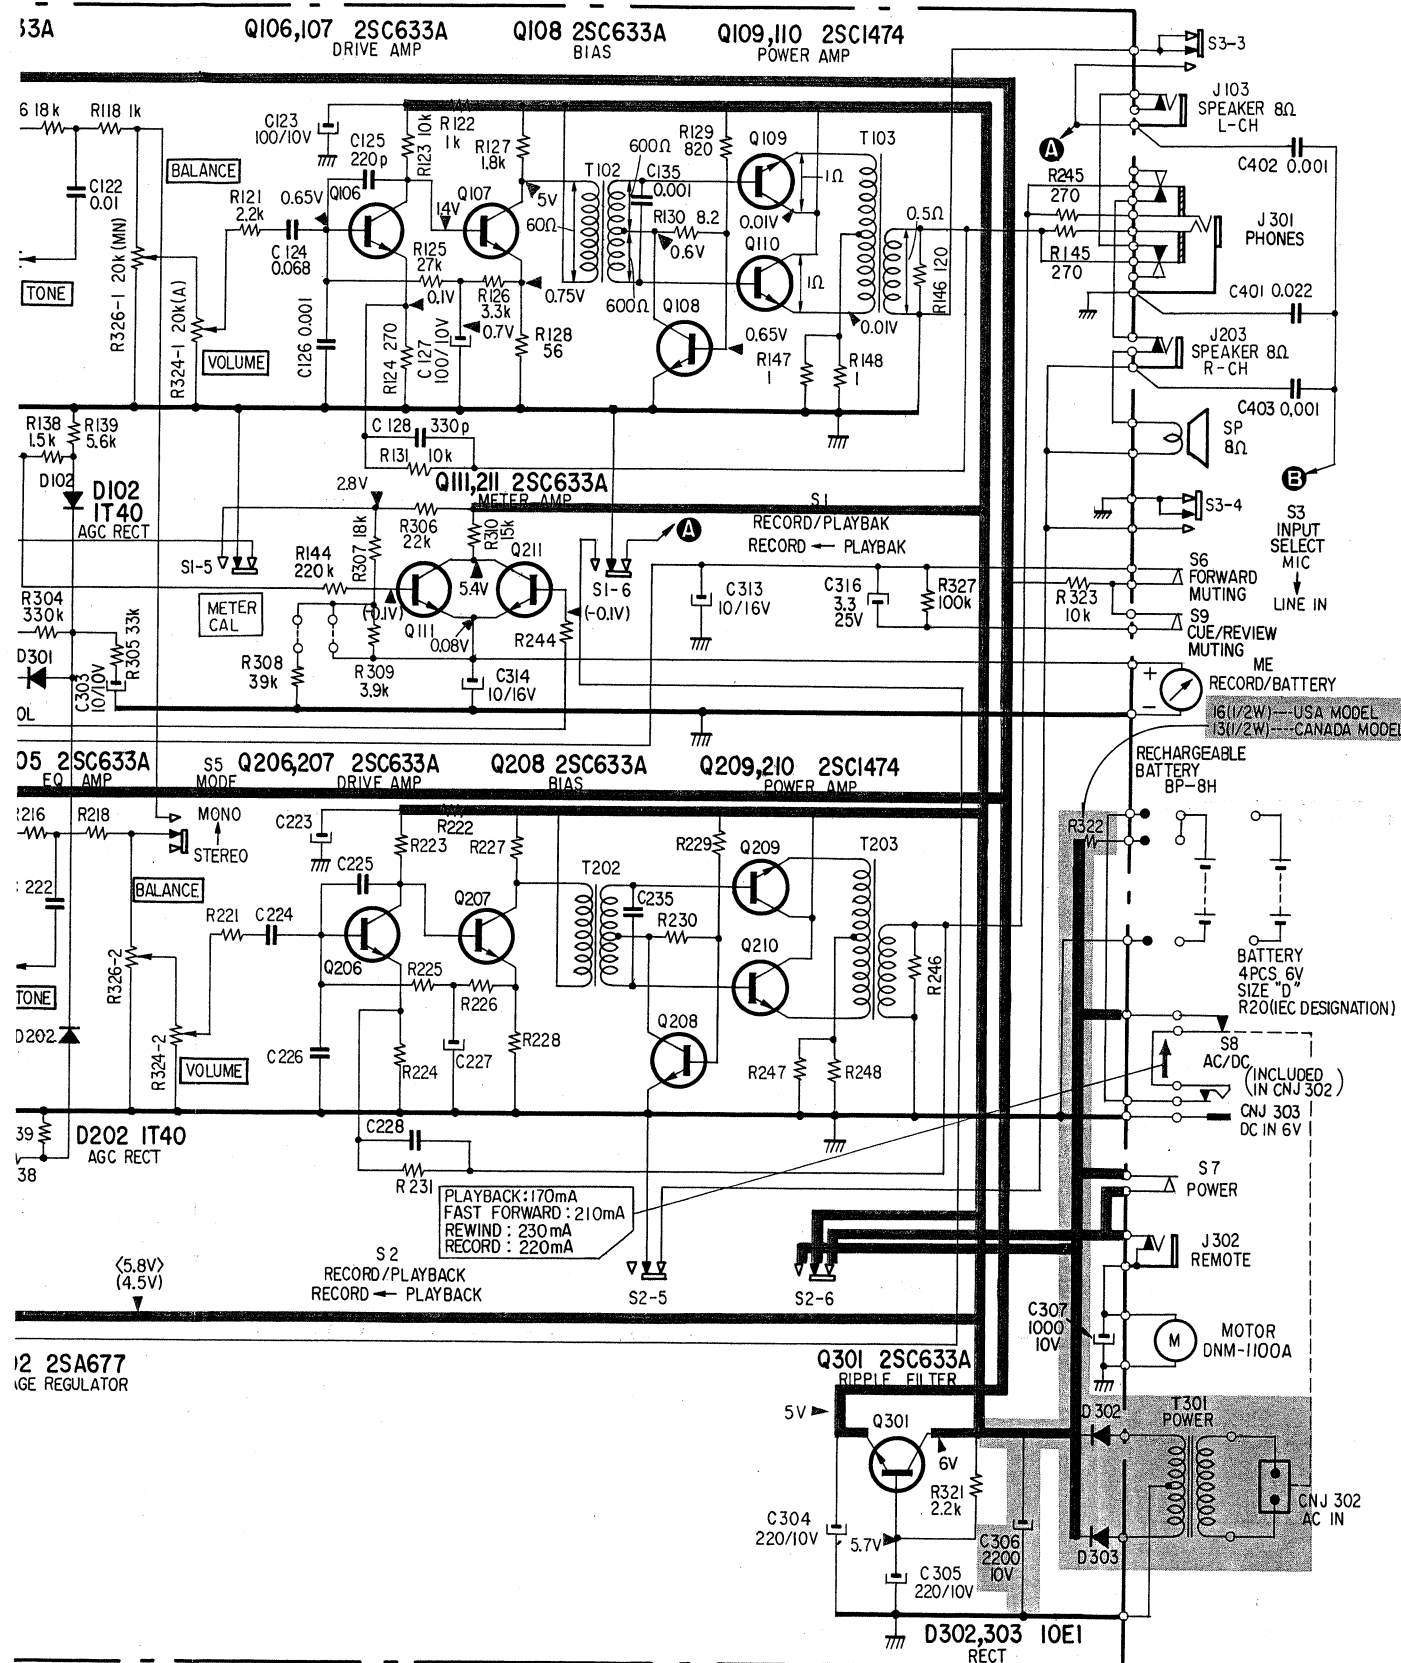 53A
Q106,107 2SC633A
DRIVE AMP
Q108 2SC633A
BIAS
Q109,110 2SC1474
POWER AMP
S3-3
6 18k
R118 1k
C123
100/10V
C125
220p
R123 10k
R122
1k
R127
1.8k
R129
820
Q109
T103
J103
SPEAKER 8Ω
L-CH
A
C402 0.001
C122
0.01
BALANCE
R121
2.2k
0.65V
Q106
14V
Q107
5V
T102
600Ω
C135
0.001
1Ω
R245
270
J301
PHONES
R145
270
TONE
R326-1 20k(MN)
R324-1 20k(A)
VOLUME
C124
0.068
C126 0.001
R125
27k
0.1V
R126
3.3k
0.7V
R124 270
C127
100/10V
60Ω
0.75V
R128
56
R130 8.2
0.6V
600Ω
Q108
0.01V
Q110
1Ω
0.01V
0.65V
R147
1
R148
1
0.5Ω
R146 120
C401 0.022
J203
SPEAKER 8Ω
R-CH
C403 0,001
R138
1.5k
R139
5.6k
C128 330p
R131 10k
SP
8Ω
B
D102
D102
1T40
AGC RECT
2.8V
Q111,211 2SC633A
METER AMP
S1
RECORD/PLAYBAK
RECORD ← PLAYBAK
A
S3-4
S3
INPUT
SELECT
MIC
↓
LINE IN
S1-5
R144
220k
R307 18k
R306
22k
R310
15k
Q211
5.4V
S1-6
(-0.1V)
C313
10/16V
C316
3.3
25V
R327
100k
R323
10k
S6
FORWARD
MUTING
S9
CUE/REVIEW
MUTING
R304
330k
METER
CAL
(-0.1V)
Q111
0.08V
R244
D301
R305 33k
C303
10/10V
R308
39k
R309
3.9k
C314
10/16V
ME
RECORD/BATTERY
+
−
OL
16(1/2W)---USA MODEL
13(1/2W)----CANADA MODEL
05 2SC633A
EQ AMP
S5
MODE
Q206,207 2SC633A
DRIVE AMP
Q208 2SC633A
BIAS
Q209,210 2SC1474
POWER AMP
RECHARGEABLE
BATTERY
BP-8H
R216
R218
MONO
↑
STEREO
C223
R222
R223
R227
R229
Q209
T203
R322
C222
BALANCE
C225
Q207
T202
C235
R230
R221
C224
Q206
R225
R226
Q210
R246
BATTERY
4PCS 6V
SIZE "D"
R20(IEC DESIGNATION)
TONE
R326-2
D202
R324-2
VOLUME
C226
R224
C227
R228
Q208
R247
R248
S8
AC/DC
(INCLUDED
IN CNJ302)
CNJ 303
DC IN 6V
39
38
D202 1T40
AGC RECT
C228
R231
PLAYBACK:170mA
FAST FORWARD:210mA
REWIND: 230mA
RECORD: 220mA
S7
POWER
〈5.8V〉
(4.5V)
S2
RECORD/PLAYBACK
RECORD ← PLAYBACK
S2-5
S2-6
J302
REMOTE
C307
1000
10V
M
MOTOR
DNM-1100A
02 2SA677
AGE REGULATOR
Q301 2SC633A
RIPPLE FILTER
5V
Q301
6V
D302
T301
POWER
R321
2.2k
C304
220/10V
5.7V
C305
220/10V
C306
2200
10V
D303
CNJ 302
AC IN
D302,303 10E1
RECT